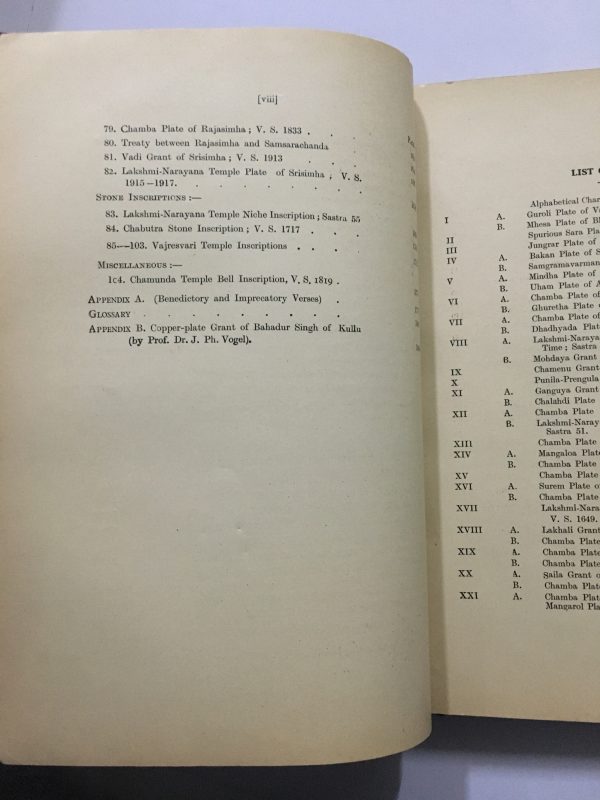 [viii]
79. Chamba Plate of Rajasimha; V. S. 1833 . .
80. Treaty between Rajasimha and Samsarachanda
81. Vadi Grant of Srisimha; V. S. 1913 . . .
82. Lakshmi-Narayana Temple Plate of Srisimha; V. S.
1915-1917. . . . . . .
STONE INSCRIPTIONS :—
83. Lakshmi-Narayana Temple Niche Inscription; Sastra 55
84. Chabutra Stone Inscription; V. S. 1717 . . .
85—103. Vajresvari Temple Inscriptions . . .
MISCELLANEOUS :—
1c4. Chamunda Temple Bell Inscription, V. S. 1819 .
APPENDIX A. (Benedictory and Imprecatory Verses) .
GLOSSARY . . . . . . .
APPENDIX B. Copper-plate Grant of Bahadur Singh of Kullu
(by Prof. Dr. J. Ph. Vogel).
LIST
Alphabetical Char
I A. Guroli Plate of
B. Mhesa Plate of
II Spurious Sara Pla
III Jungrar Plate of
IV A. Bakan Plate of S
B. Samgramavarman
V A. Mindha Plate of
B. Uham Plate of A
VI A. Chamba Plate of
B. Ghuretha Plate of
VII A. Chamba Plate of
B. Dhadhyada Plate
VIII A. Lakshmi-Naraya
Time; Sastra
B. Mohdaya Grant
IX Chamenu Grant
X Punila-Prengula
XI A. Ganguya Grant
B. Chalahdi Plate
XII A. Chamba Plate
B. Lakshmi-Naray
Sastra 51.
XIII Chamba Plate
XIV A. Mangaloa Plate
B. Chamba Plate
XV Chamba Plate
XVI A. Surem Plate of
B. Chamba Plate
XVII Lakshmi-Nara
V. S. 1649.
XVIII A. Lakhali Grant
B. Chamba Plate
XIX A. Chamba Plate
B. Chamba Plate
XX A. Saila Grant o
B. Chamba Plate
XXI A. Chamba Plat
Mangarol Pla